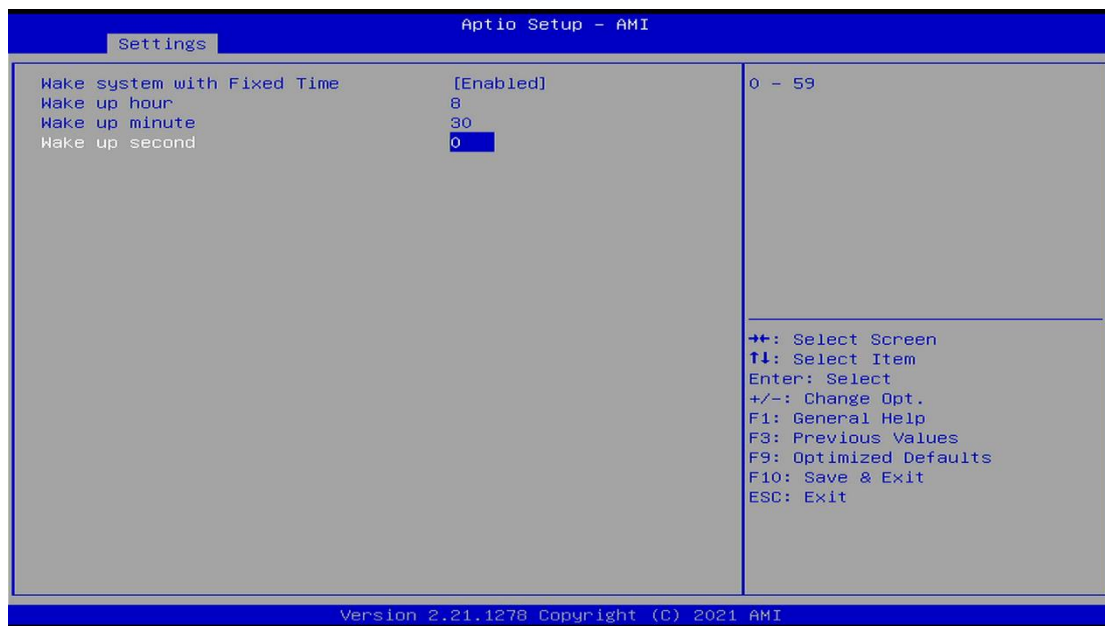 Aptio Setup – AMI
Settings
Wake system with Fixed Time [Enabled]
Wake up hour 8
Wake up minute 30
Wake up second 0
0 – 59
→←: Select Screen
↑↓: Select Item
Enter: Select
+/-: Change Opt.
F1: General Help
F3: Previous Values
F9: Optimized Defaults
F10: Save & Exit
ESC: Exit
Version 2.21.1278 Copyright (C) 2021 AMI